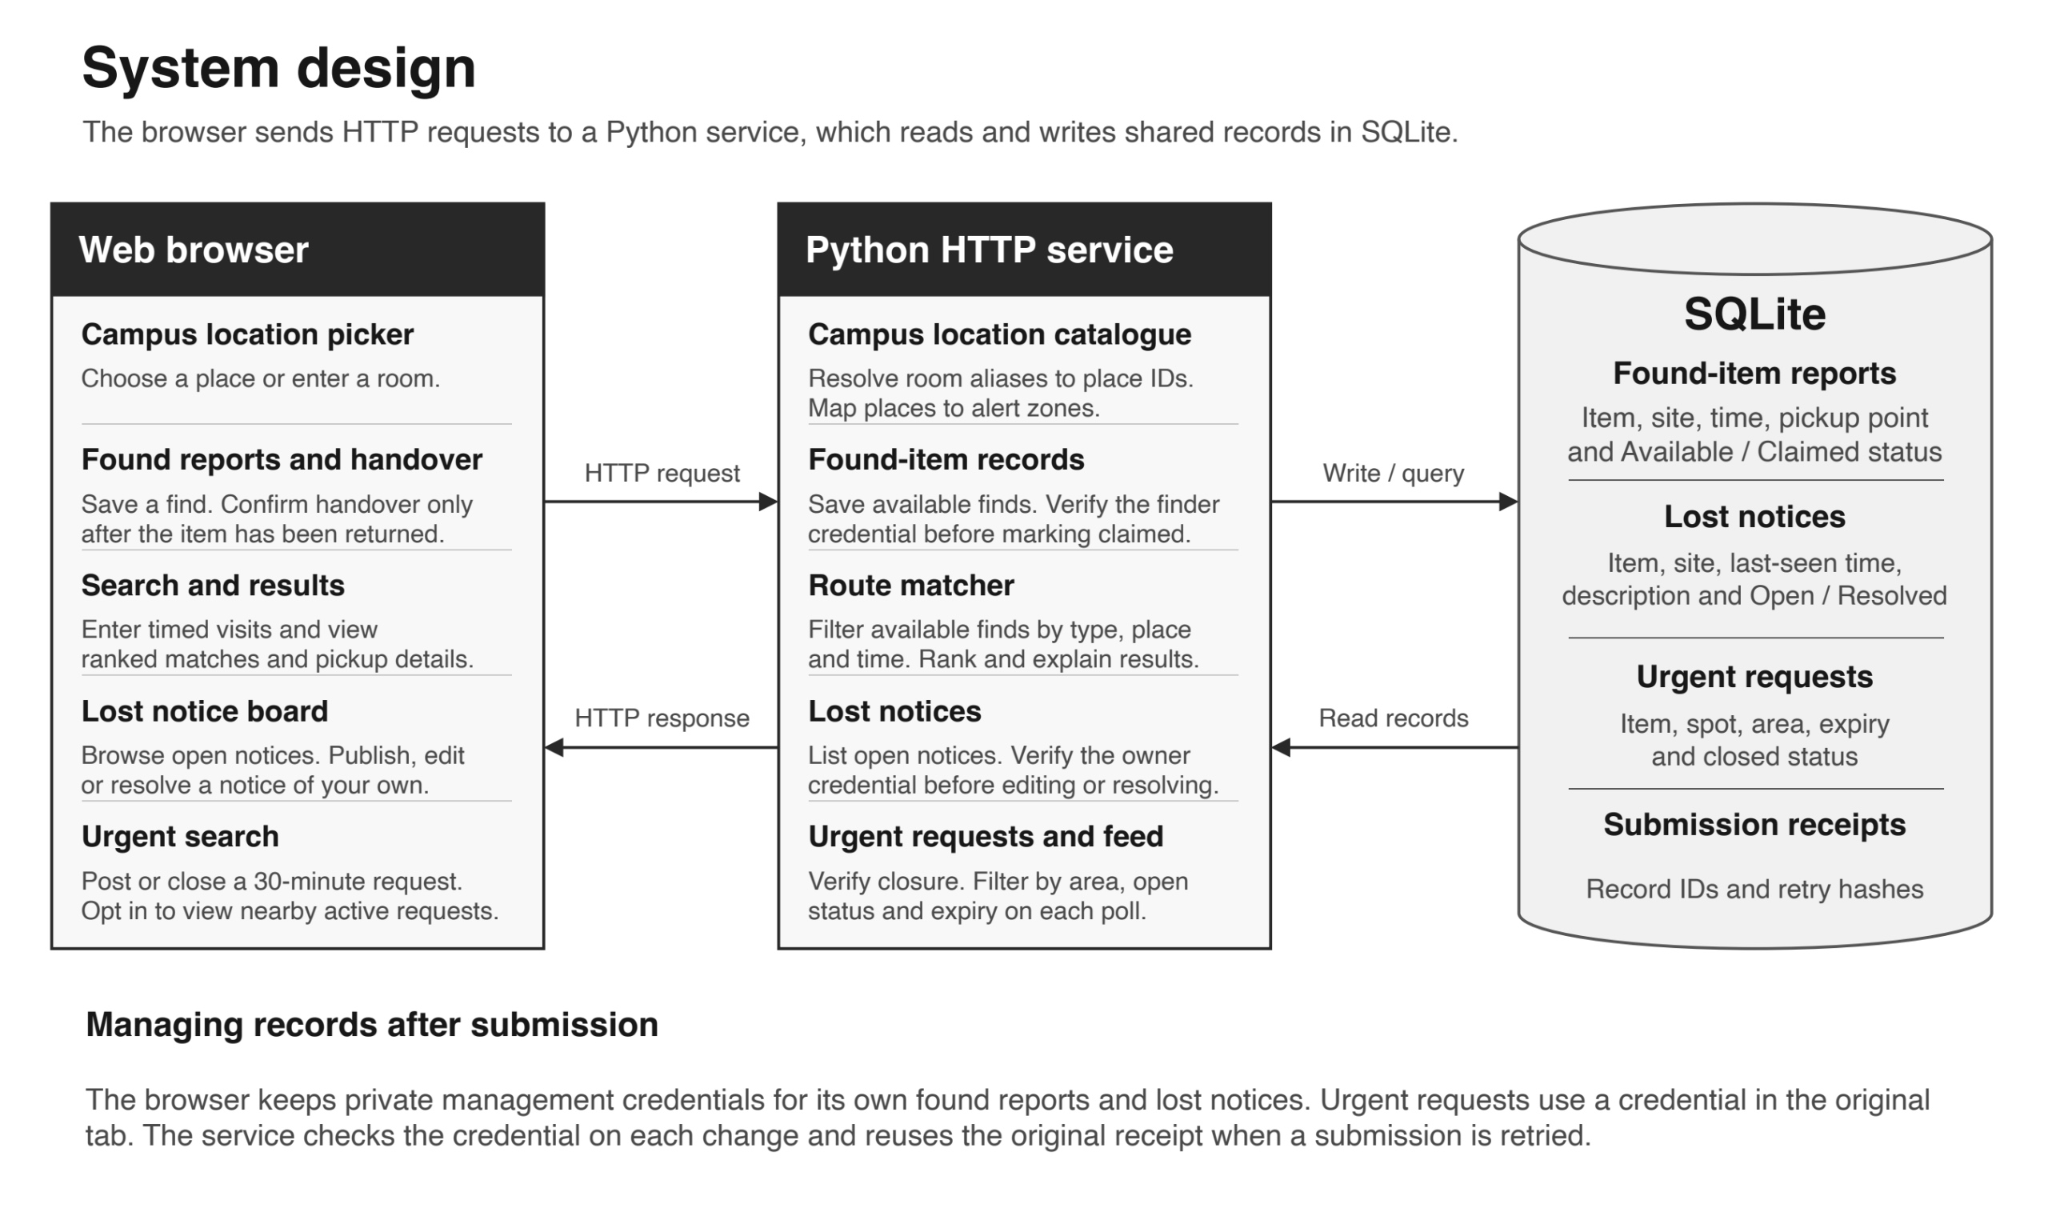 System design
The browser sends HTTP requests to a Python service, which reads and writes shared records in SQLite.
Web browser
Campus location picker
Choose a place or enter a room.
Found reports and handover
Save a find. Confirm handover only
after the item has been returned.
Search and results
Enter timed visits and view
ranked matches and pickup details.
Lost notice board
Browse open notices. Publish, edit
or resolve a notice of your own.
Urgent search
Post or close a 30-minute request.
Opt in to view nearby active requests.
HTTP request
HTTP response
Python HTTP service
Campus location catalogue
Resolve room aliases to place IDs.
Map places to alert zones.
Found-item records
Save available finds. Verify the finder
credential before marking claimed.
Route matcher
Filter available finds by type, place
and time. Rank and explain results.
Lost notices
List open notices. Verify the owner
credential before editing or resolving.
Urgent requests and feed
Verify closure. Filter by area, open
status and expiry on each poll.
Write / query
Read records
SQLite
Found-item reports
Item, site, time, pickup point
and Available / Claimed status
Lost notices
Item, site, last-seen time,
description and Open / Resolved
Urgent requests
Item, spot, area, expiry
and closed status
Submission receipts
Record IDs and retry hashes
Managing records after submission
The browser keeps private management credentials for its own found reports and lost notices. Urgent requests use a credential in the original
tab. The service checks the credential on each change and reuses the original receipt when a submission is retried.